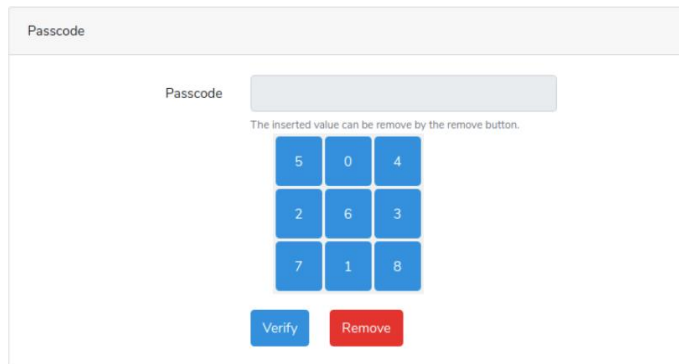 Passcode
Passcode
The inserted value can be remove by the remove button.
5 0 4
2 6 3
7 1 8
Verify Remove